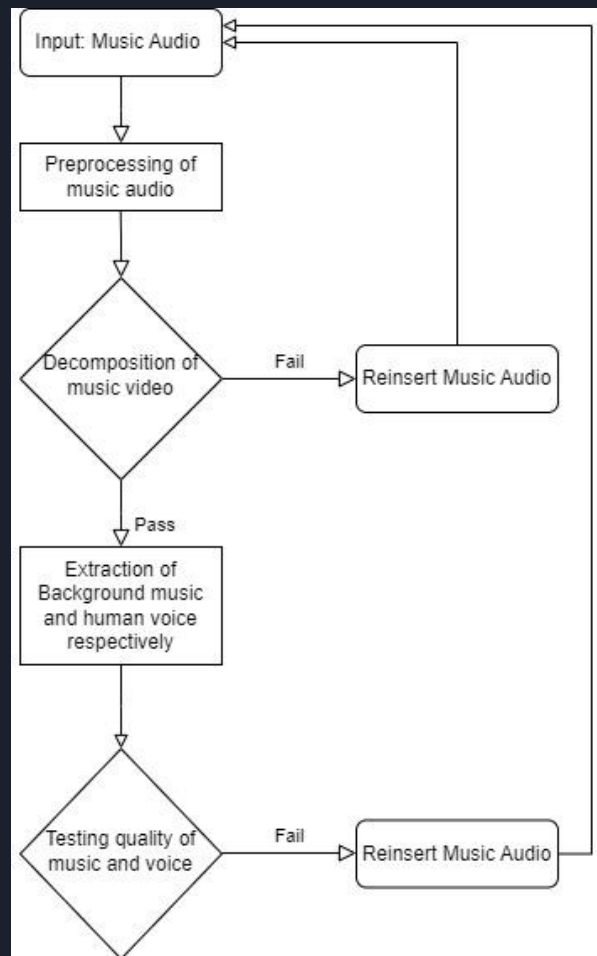 Input: Music Audio
Preprocessing of
music audio
Decomposition of
music video
Fail
Reinsert Music Audio
Pass
Extraction of
Background music
and human voice
respectively
Testing quality of
music and voice
Fail
Reinsert Music Audio